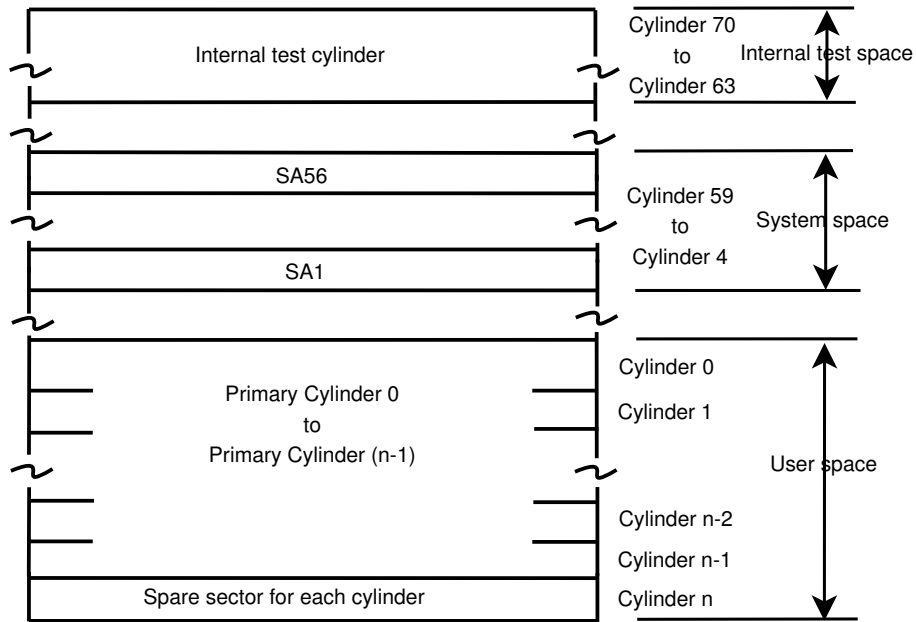 Internal test cylinder
Cylinder 70
to
Cylinder 63
Internal test space
SA56
Cylinder 59
to
Cylinder 4
System space
SA1
Primary Cylinder 0
to
Primary Cylinder (n-1)
Cylinder 0
Cylinder 1
User space
Cylinder n-2
Cylinder n-1
Spare sector for each cylinder
Cylinder n